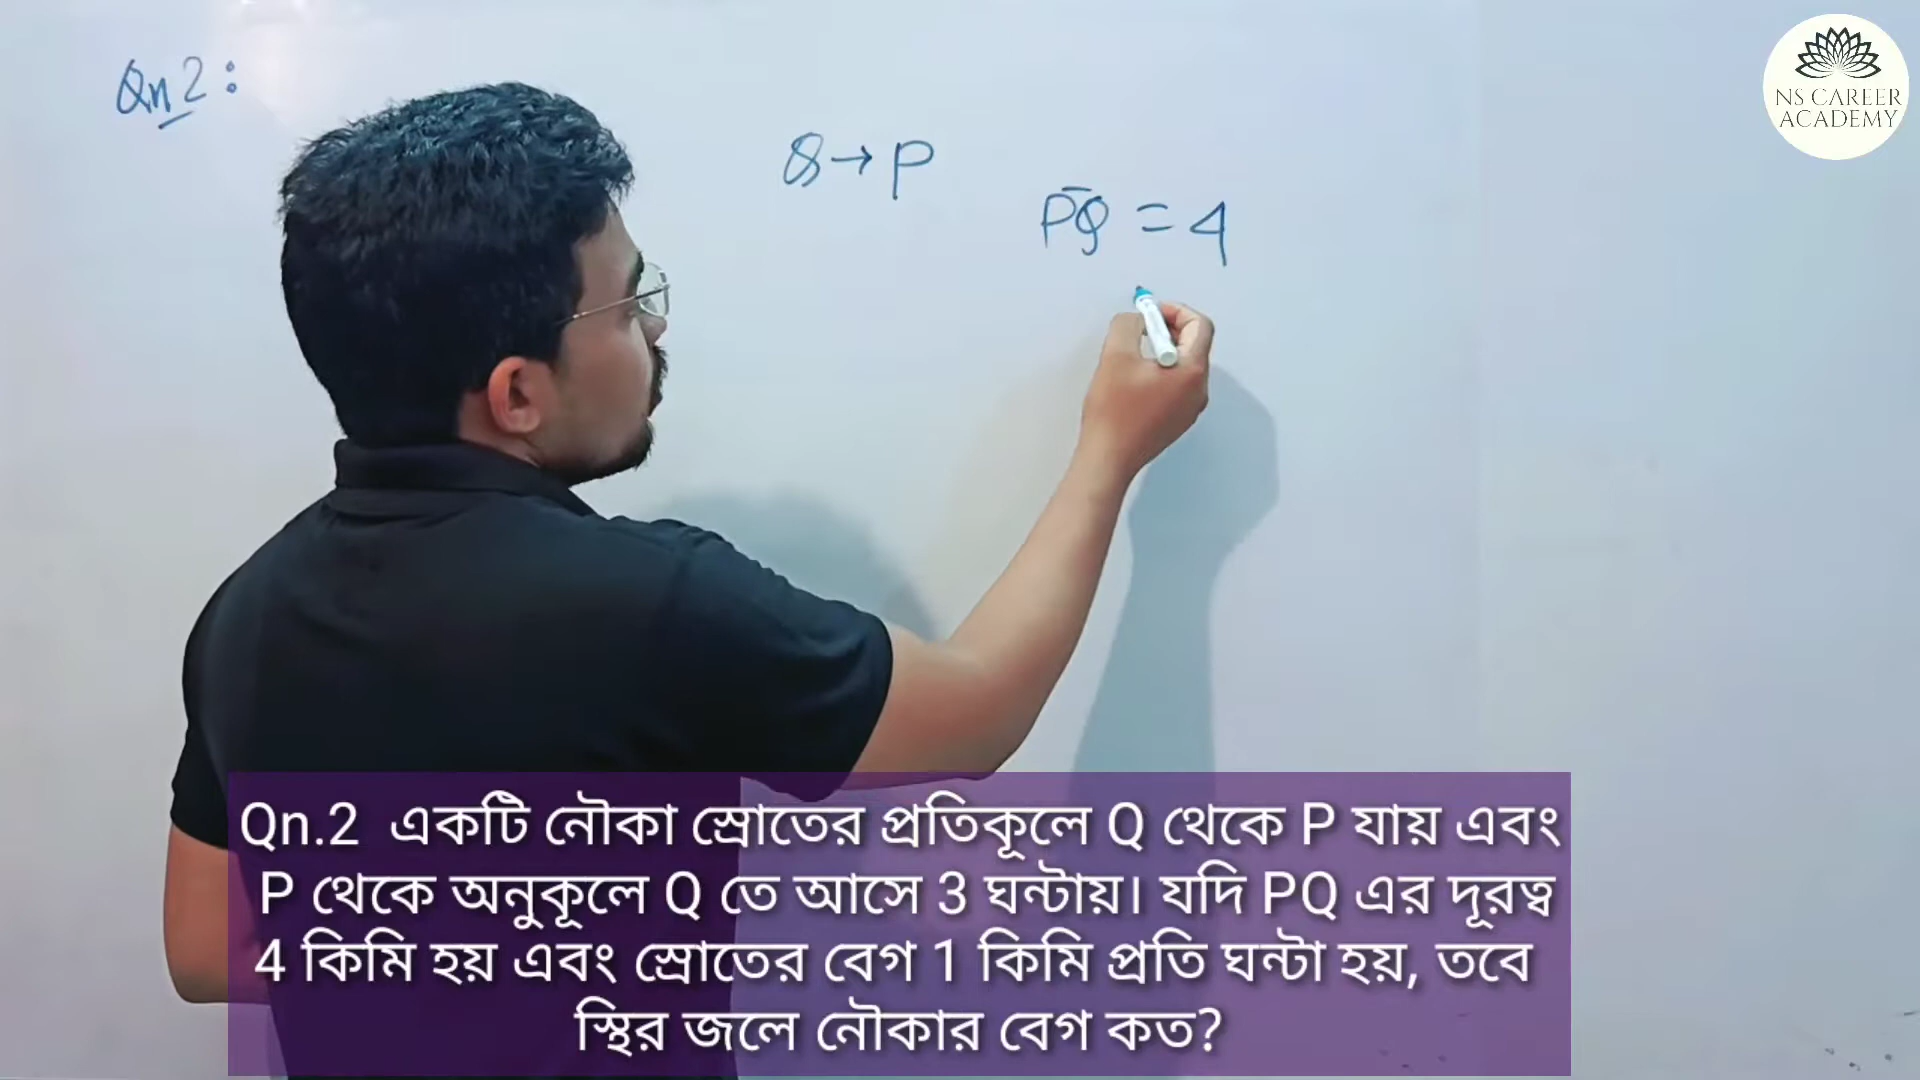 Qn 2 :
NS CAREER
ACADEMY
Q → P
PQ = 4
Qn.2 একটি নৌকা স্রোতের প্রতিকূলে Q থেকে P যায় এবং
P থেকে অনুকূলে Q তে আসে 3 ঘন্টায়। যদি PQ এর দূরত্ব
4 কিমি হয় এবং স্রোতের বেগ 1 কিমি প্রতি ঘন্টা হয়, তবে
স্থির জলে নৌকার বেগ কত?